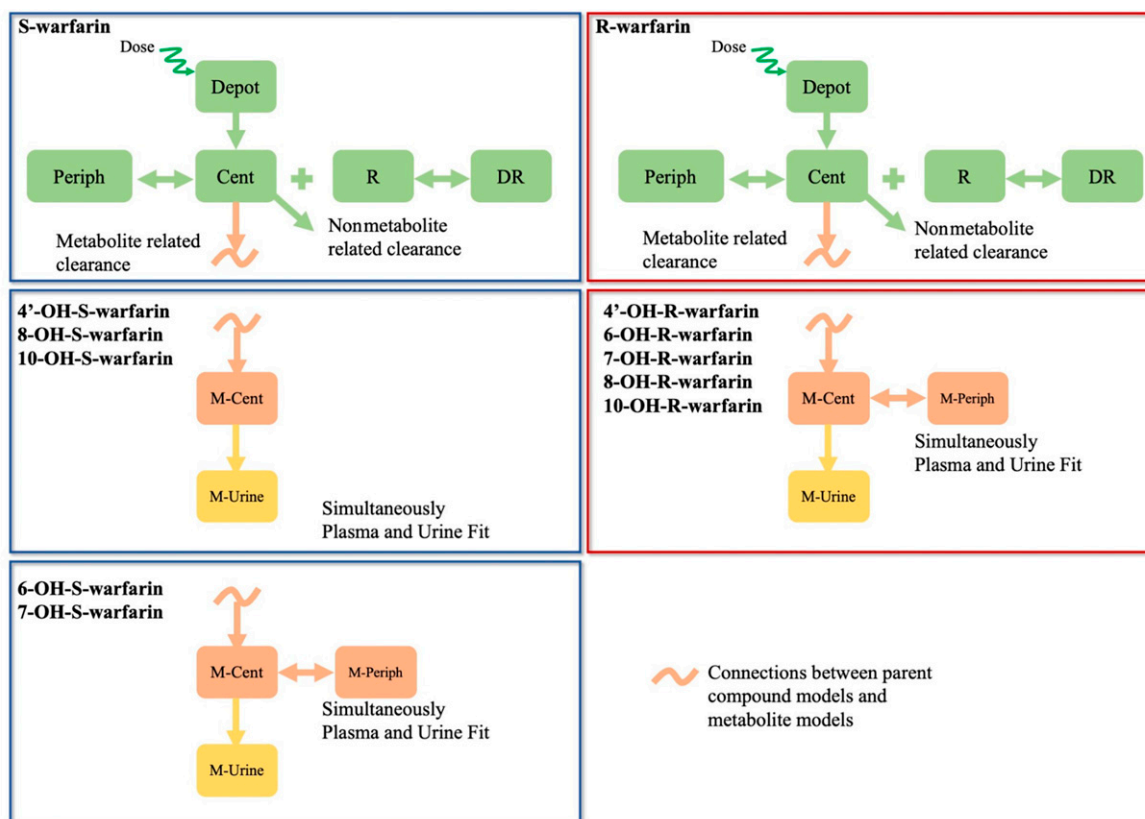 S-warfarin
Dose
Depot
Periph
Cent
R
DR
Metabolite related
clearance
Nonmetabolite
related clearance
R-warfarin
Dose
Depot
Periph
Cent
R
DR
Metabolite related
clearance
Nonmetabolite
related clearance
4’-OH-S-warfarin
8-OH-S-warfarin
10-OH-S-warfarin
M-Cent
M-Urine
Simultaneously
Plasma and Urine Fit
4’-OH-R-warfarin
6-OH-R-warfarin
7-OH-R-warfarin
8-OH-R-warfarin
10-OH-R-warfarin
M-Cent
M-Periph
Simultaneously
Plasma and Urine Fit
M-Urine
6-OH-S-warfarin
7-OH-S-warfarin
M-Cent
M-Periph
Simultaneously
Plasma and Urine Fit
M-Urine
Connections between parent
compound models and
metabolite models